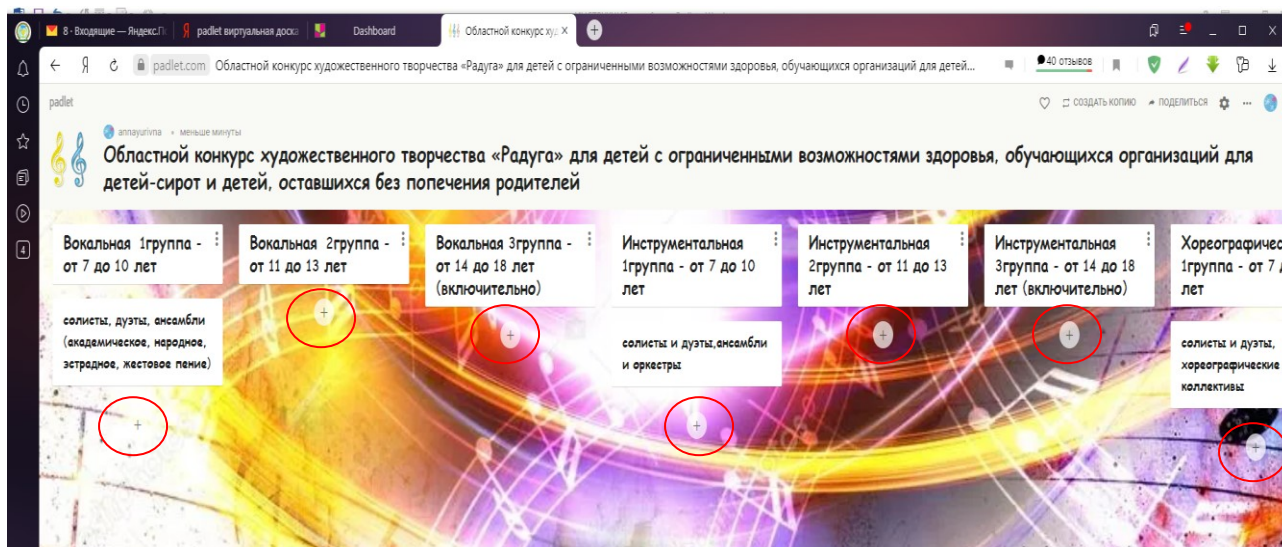 8 · Входящие — Яндекс.П
padlet виртуальная доска
Dashboard
Областной конкурс худ
padlet.com
Областной конкурс художественного творчества «Радуга» для детей с ограниченными возможностями здоровья, обучающихся организаций для детей...
40 отзывов
padlet
СОЗДАТЬ КОПИЮ
ПОДЕЛИТЬСЯ
annayurivna • меньше минуты
Областной конкурс художественного творчества «Радуга» для детей с ограниченными возможностями здоровья, обучающихся организаций для
детей-сирот и детей, оставшихся без попечения родителей
4
Вокальная 1группа -
от 7 до 10 лет
солисты, дуэты, ансамбли
(академическое, народное,
эстрадное, жестовое пение)
Вокальная 2группа -
от 11 до 13 лет
Вокальная 3группа -
от 14 до 18 лет
(включительно)
Инструментальная
1группа - от 7 до 10
лет
солисты и дуэты,ансамбли
и оркестры
Инструментальная
2группа - от 11 до 13
лет
Инструментальная
3группа - от 14 до 18
лет (включительно)
Хореографичес
1группа - от 7 д
лет
солисты и дуэты,
хореографические
коллективы